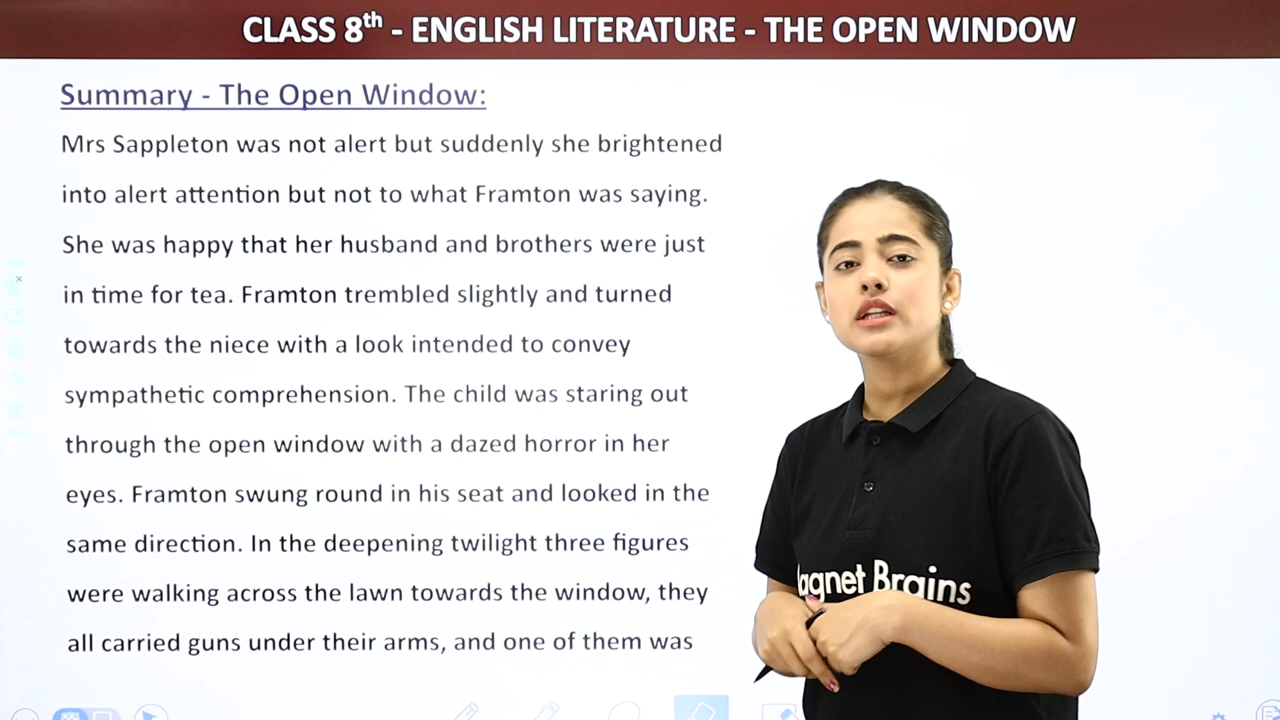 CLASS 8th - ENGLISH LITERATURE - THE OPEN WINDOW
Summary - The Open Window:
Mrs Sappleton was not alert but suddenly she brightened
into alert attention but not to what Framton was saying.
She was happy that her husband and brothers were just
in time for tea. Framton trembled slightly and turned
towards the niece with a look intended to convey
sympathetic comprehension. The child was staring out
through the open window with a dazed horror in her
eyes. Framton swung round in his seat and looked in the
same direction. In the deepening twilight three figures
were walking across the lawn towards the window, they
all carried guns under their arms, and one of them was
agnet Brains